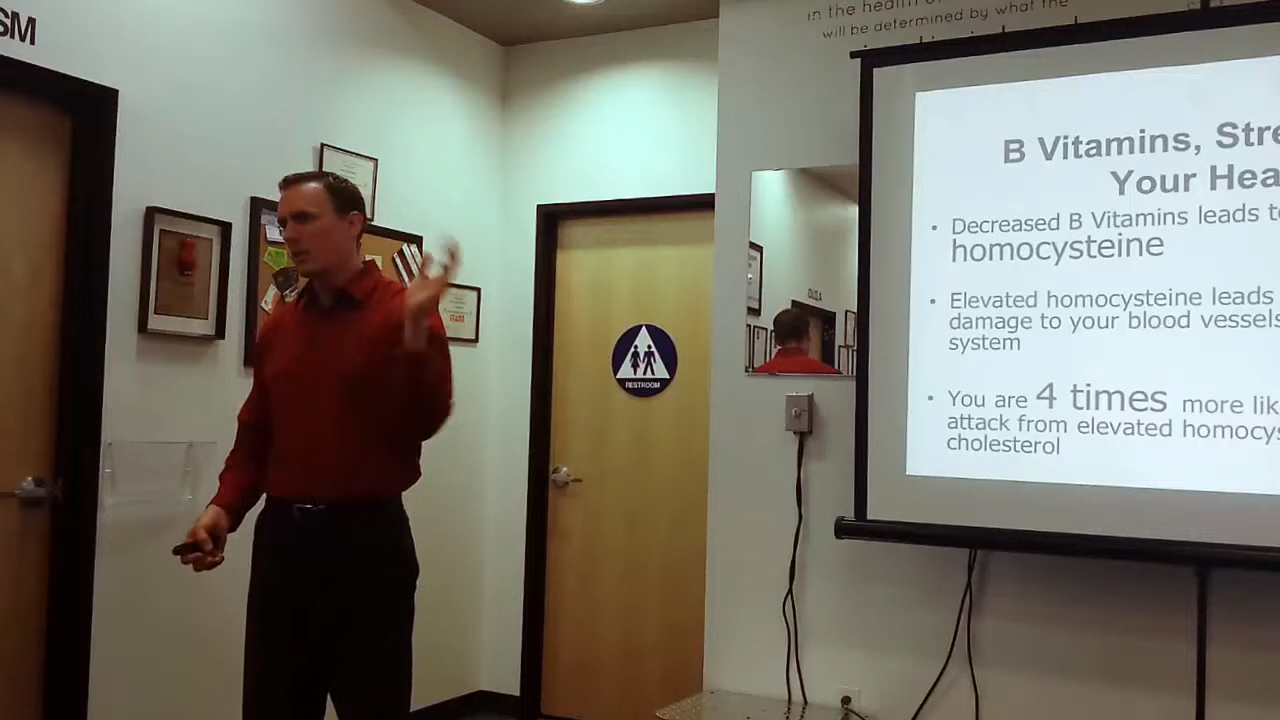 SM
in the health
will be determined by what the
B Vitamins, Stre
Your Hea
• Decreased B Vitamins leads to
homocysteine
• Elevated homocysteine leads
damage to your blood vessels
system
• You are 4 times more lik
attack from elevated homocys
cholesterol
RESTROOM